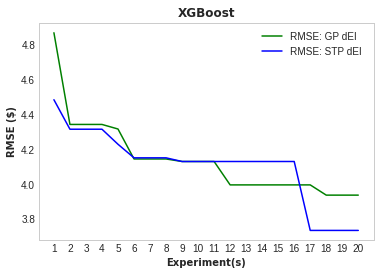 XGBoost
RMSE: GP dEI
RMSE: STP dEI
RMSE ($)
4.8
4.6
4.4
4.2
4.0
3.8
1 2 3 4 5 6 7 8 9 10 11 12 13 14 15 16 17 18 19 20
Experiment(s)